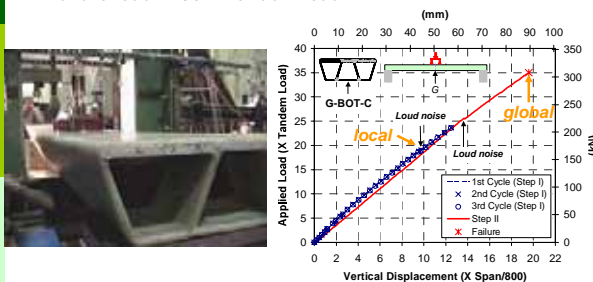 (mm)
0 10 20 30 40 50 60 70 80 90 100
Applied Load (X Tandem Load)
40
35
30
25
20
15
10
5
0
G-BOT-C
G
local
Loud noise
global
Loud noise
1st Cycle (Step I)
2nd Cycle (Step I)
3rd Cycle (Step I)
Step II
Failure
350
300
250
200
150
100
50
0
(kN)
0 2 4 6 8 10 12 14 16 18 20 22
Vertical Displacement (X Span/800)